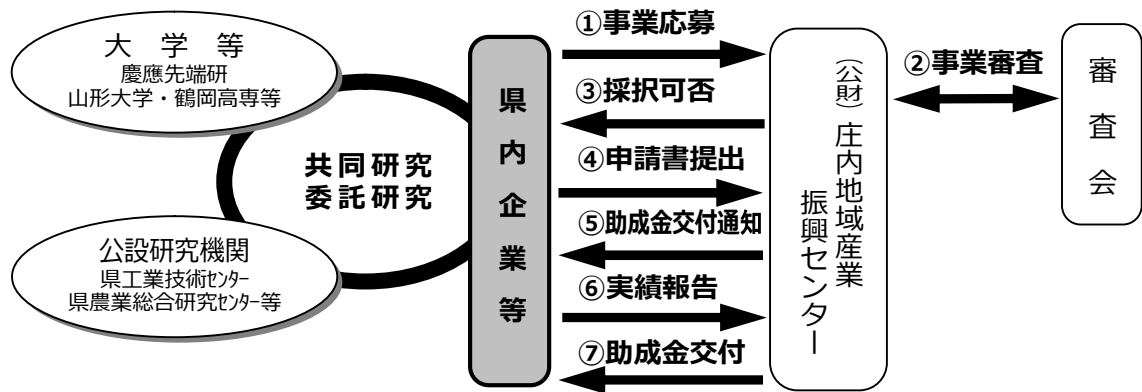 大学等
慶應先端研
山形大学・鶴岡高専等
共同研究
委託研究
公設研究機関
県工業技術ｾﾝﾀｰ
県農業総合研究ｾﾝﾀｰ等
県内企業等
①事業応募
③採択可否
④申請書提出
⑤助成金交付通知
⑥実績報告
⑦助成金交付
（公財）庄内地域産業
振興センター
②事業審査
審査会